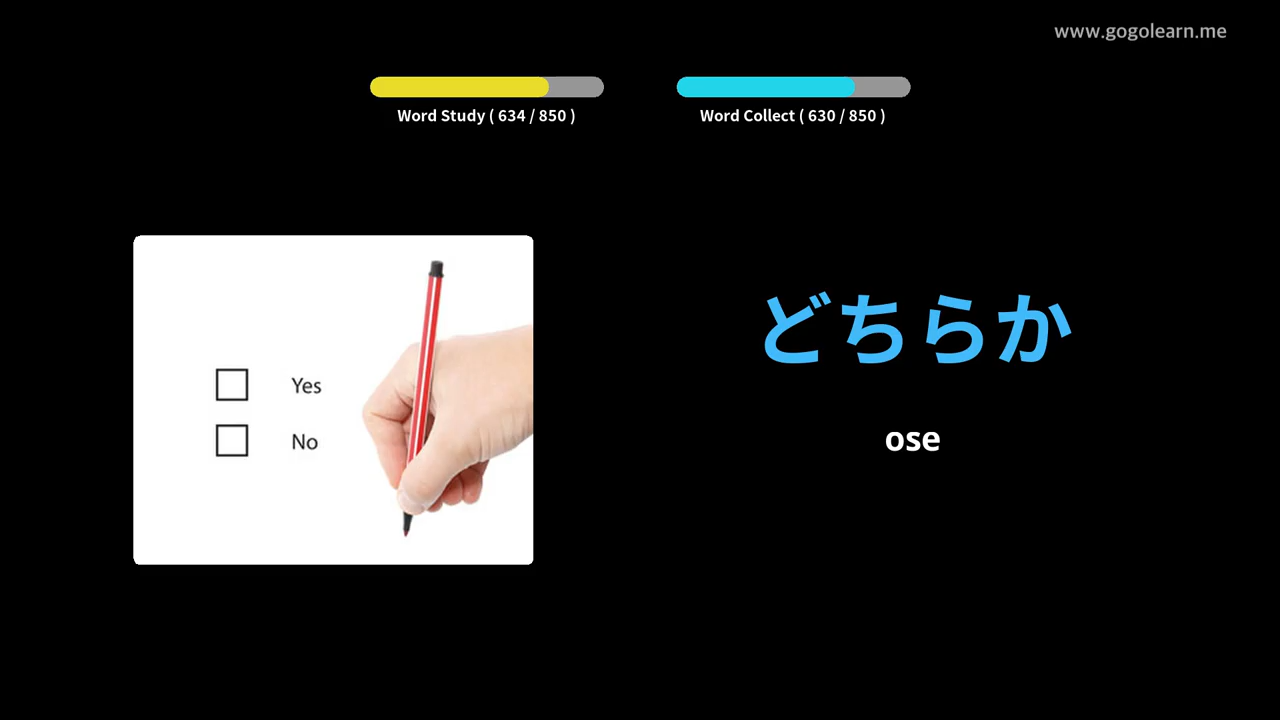 www.gogolearn.me
Word Study ( 634 / 850 )
Word Collect ( 630 / 850 )
Yes
No
どちらか
ose